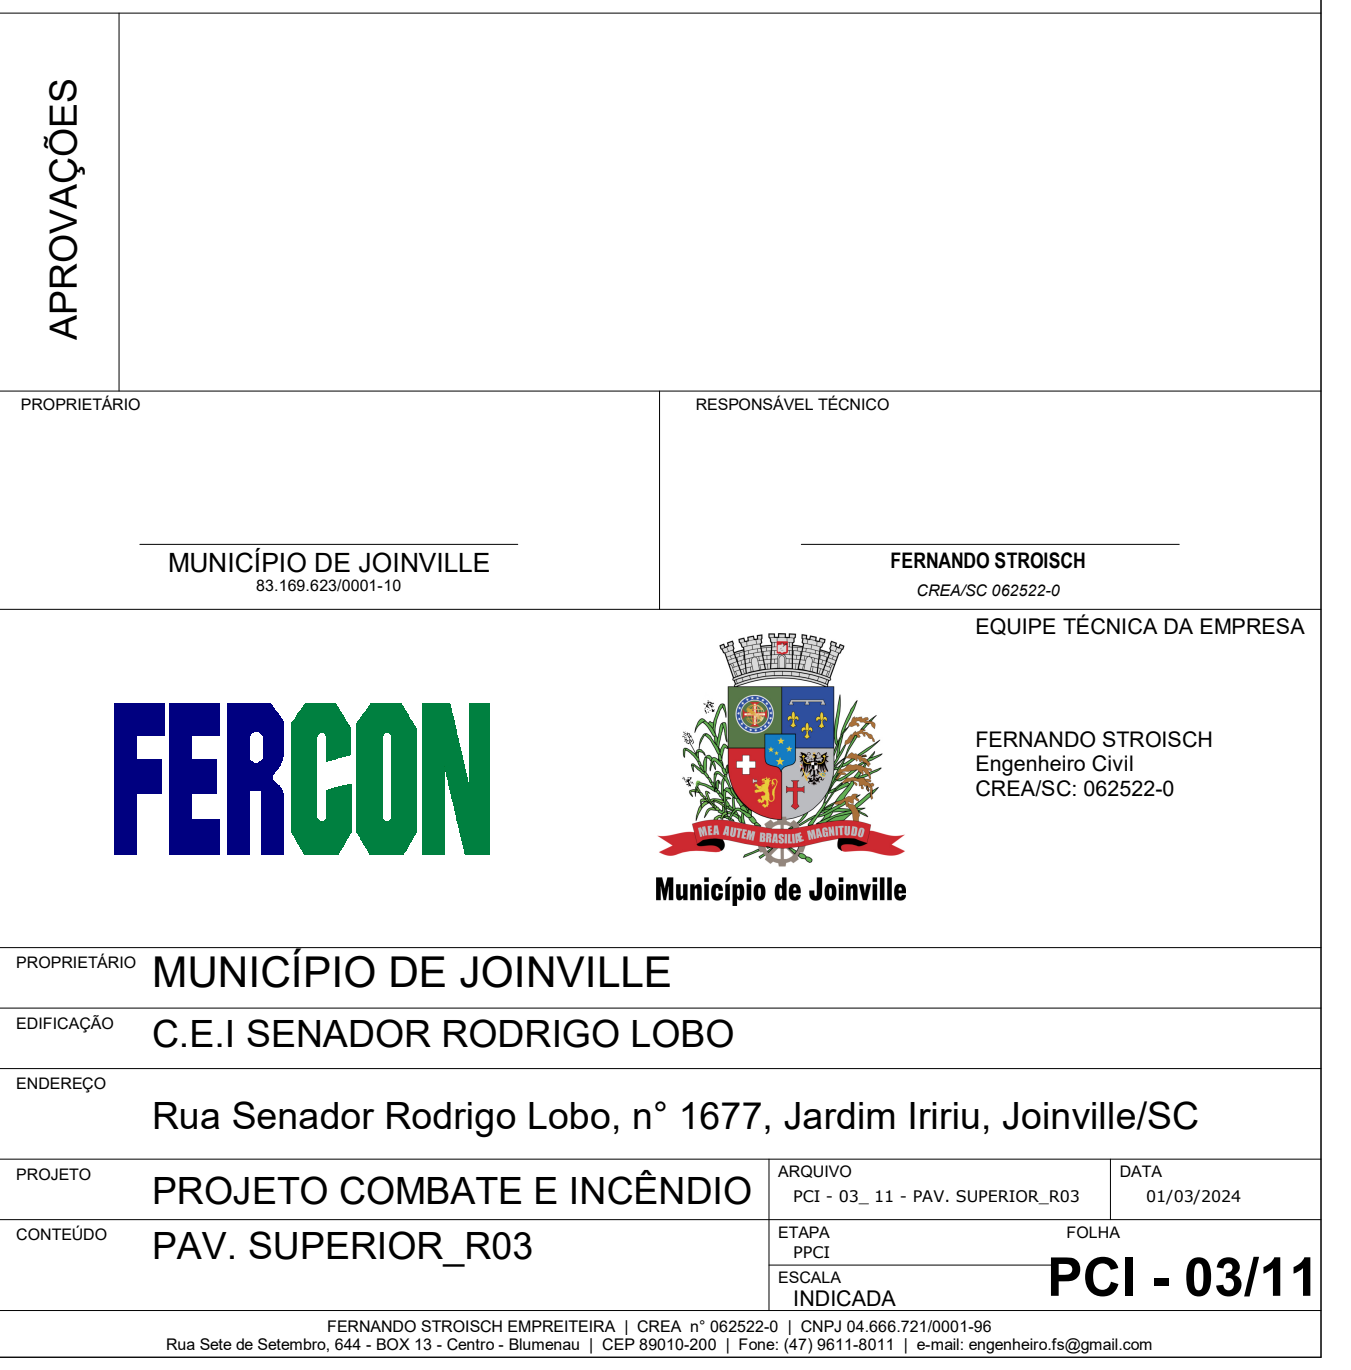 APROVAÇÕES
PROPRIETÁRIO
MUNICÍPIO DE JOINVILLE
83.169.623/0001-10
RESPONSÁVEL TÉCNICO
FERNANDO STROISCH
CREA/SC 062522-0
FERCON
MEA AUTEM BRASILIÆ MAGNITUDO
Município de Joinville
EQUIPE TÉCNICA DA EMPRESA
FERNANDO STROISCH
Engenheiro Civil
CREA/SC: 062522-0
PROPRIETÁRIO MUNICÍPIO DE JOINVILLE
EDIFICAÇÃO C.E.I SENADOR RODRIGO LOBO
ENDEREÇO
Rua Senador Rodrigo Lobo, n° 1677, Jardim Iririu, Joinville/SC
PROJETO PROJETO COMBATE E INCÊNDIO
ARQUIVO
PCI - 03_ 11 - PAV. SUPERIOR_R03
DATA
01/03/2024
CONTEÚDO PAV. SUPERIOR_R03
ETAPA
PPCI
ESCALA
INDICADA
FOLHA
PCI - 03/11
FERNANDO STROISCH EMPREITEIRA | CREA n° 062522-0 | CNPJ 04.666.721/0001-96
Rua Sete de Setembro, 644 - BOX 13 - Centro - Blumenau | CEP 89010-200 | Fone: (47) 9611-8011 | e-mail: engenheiro.fs@gmail.com